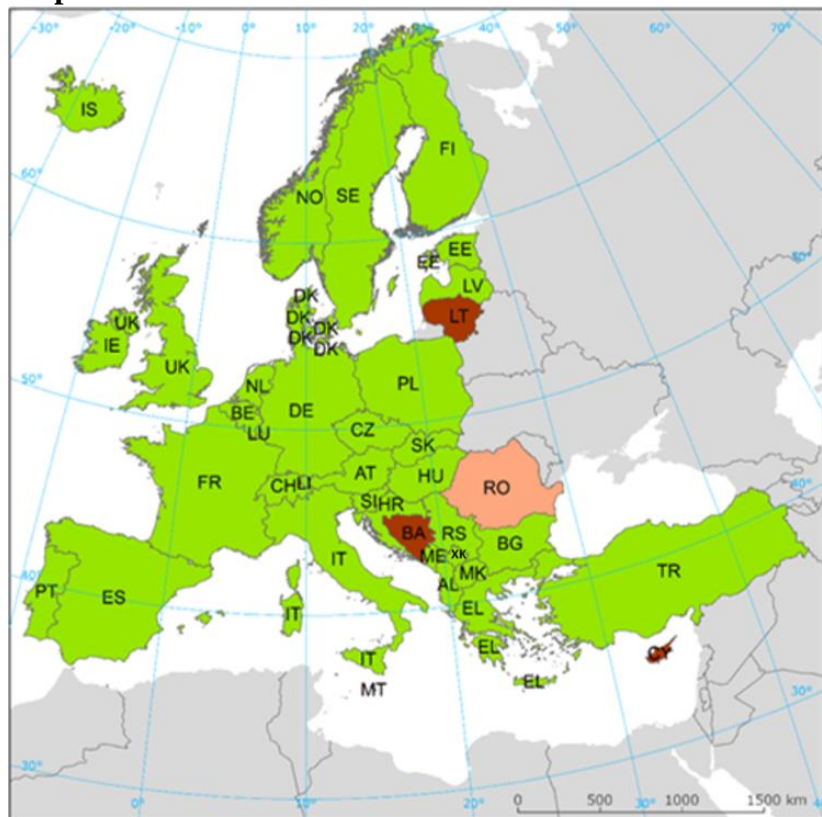 -30°
-20°
-10°
0°
10°
20°
30°
40°
50°
60°
70°
IS
FI
60°
NO
SE
50°
EE
EE
LV
DK
LT
DK
UK
DK
DK
IE
DK
UK
NL
PL
50°
BE
DE
LU
CZ
SK
40°
FR
CH
LI
AT
HU
RO
SI
HR
BA
RS
BG
IT
ME
XK
MK
TR
40°
PT
ES
AL
IT
EL
EL
CY
IT
EL
MT
30°
30°
0°
10°
20°
30°
0
500
1000
1500 km